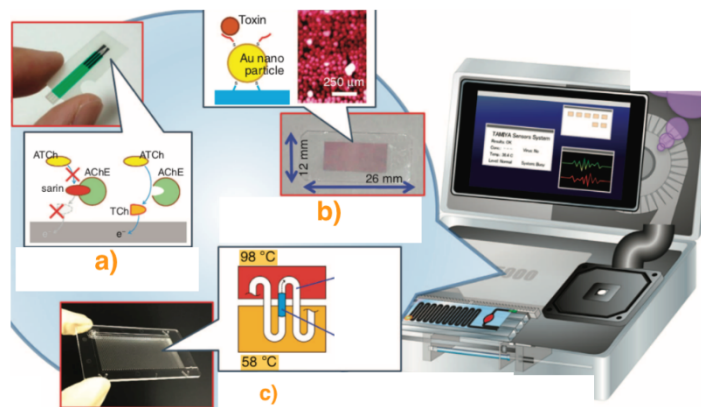 Toxin
Au nano
particle
250 µm
ATCh
AChE
sarin
ATCh
AChE
TCh
e⁻
e⁻
a)
12 mm
26 mm
b)
TAMIYA Sensors System
98 °C
58 °C
c)